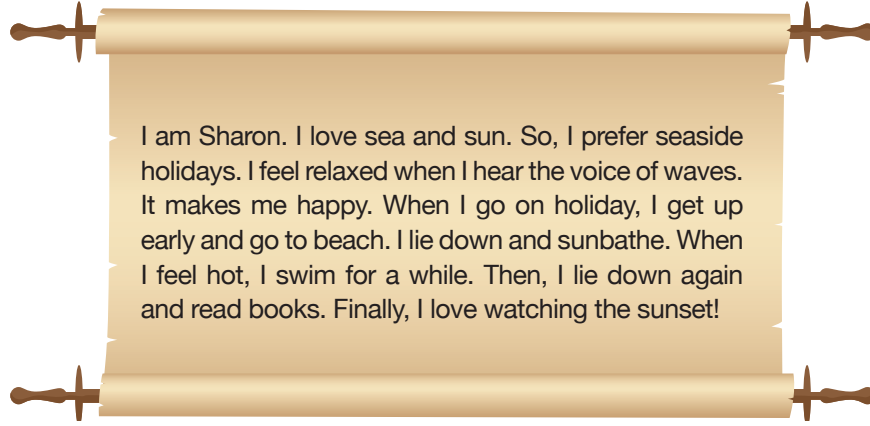 I am Sharon. I love sea and sun. So, I prefer seaside
holidays. I feel relaxed when I hear the voice of waves.
It makes me happy. When I go on holiday, I get up
early and go to beach. I lie down and sunbathe. When
I feel hot, I swim for a while. Then, I lie down again
and read books. Finally, I love watching the sunset!